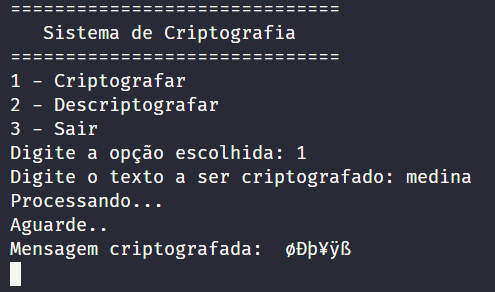 ==============================
Sistema de Criptografia
==============================
1 - Criptografar
2 - Descriptografar
3 - Sair
Digite a opção escolhida: 1
Digite o texto a ser criptografado: medina
Processando...
Aguarde..
Mensagem criptografada:  øÐþ¥ÿß